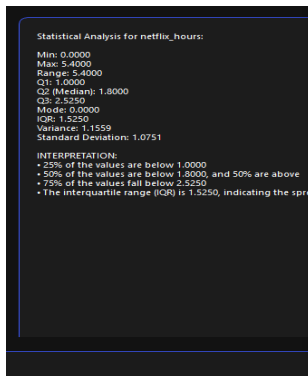 Statistical Analysis for netflix_hours:
Min: 0.0000
Max: 5.4000
Range: 5.4000
Q1: 1.0000
Q2 (Median): 1.8000
Q3: 2.5250
Mode: 0.0000
IQR: 1.5250
Variance: 1.1559
Standard Deviation: 1.0751
INTERPRETATION:
• 25% of the values are below 1.0000
• 50% of the values are below 1.8000, and 50% are above
• 75% of the values fall below 2.5250
• The interquartile range (IQR) is 1.5250, indicating the spr